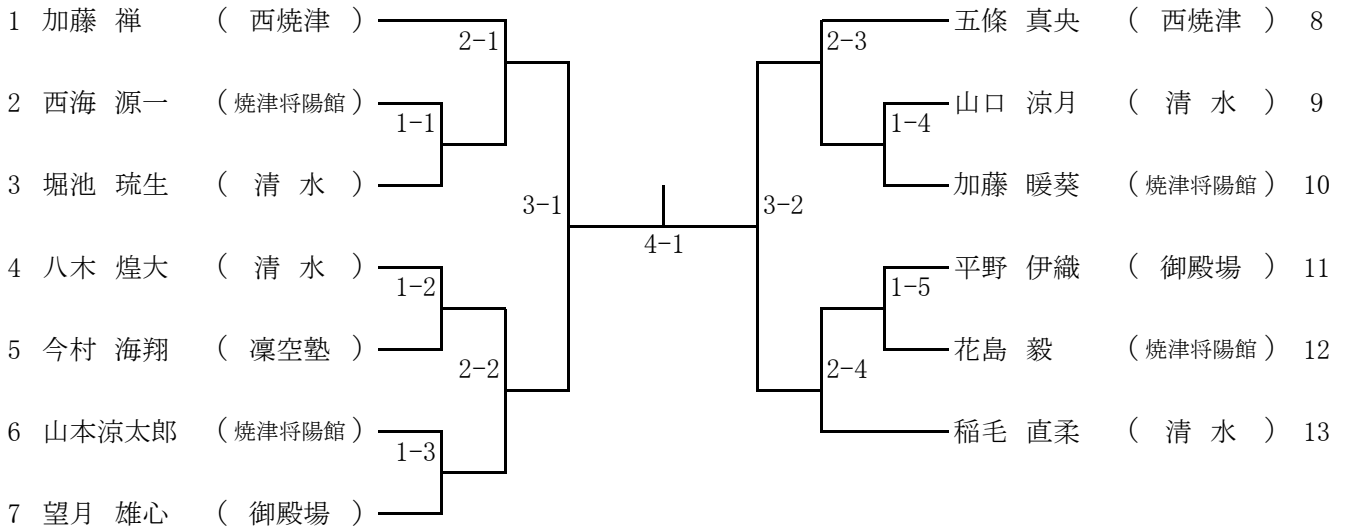 1 加藤 禅 （ 西焼津 ）
2 西海 源一 （焼津将陽館）
3 堀池 琉生 （ 清 水 ）
4 八木 煌大 （ 清 水 ）
5 今村 海翔 （ 凜空塾 ）
6 山本涼太郎 （焼津将陽館）
7 望月 雄心 （ 御殿場 ）
2-1
1-1
3-1
1-2
2-2
1-3
4-1
2-3
1-4
3-2
1-5
2-4
五條 真央 （ 西焼津 ） 8
山口 涼月 （ 清 水 ） 9
加藤 暖葵 （焼津将陽館） 10
平野 伊織 （ 御殿場 ） 11
花島 毅 （焼津将陽館） 12
稲毛 直柔 （ 清 水 ） 13